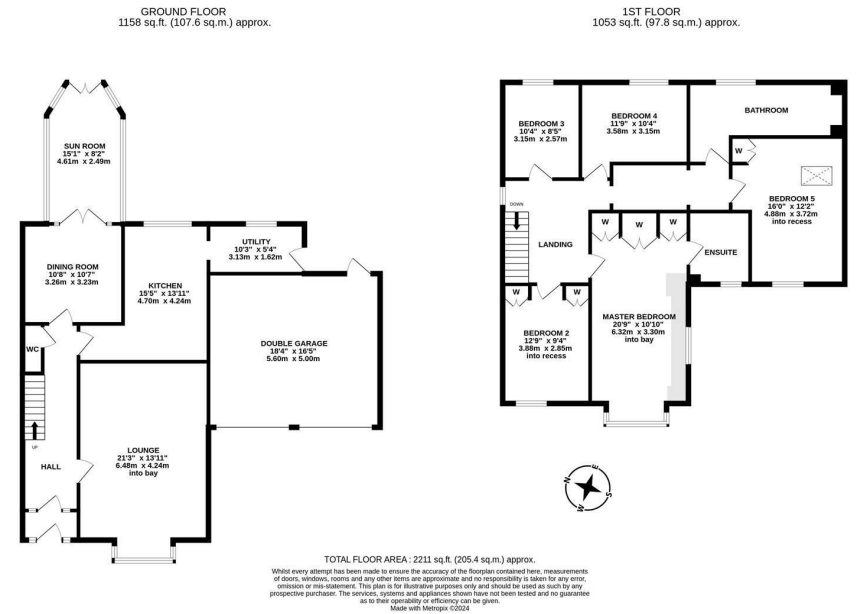 GROUND FLOOR
1158 sq.ft. (107.6 sq.m.) approx.
SUN ROOM
15'1" x 8'2"
4.61m x 2.49m
DINING ROOM
10'8" x 10'7"
3.26m x 3.23m
KITCHEN
15'5" x 13'11"
4.70m x 4.24m
UTILITY
10'3" x 5'4"
3.13m x 1.62m
WC
DOUBLE GARAGE
18'4" x 16'5"
5.60m x 5.00m
UP
HALL
LOUNGE
21'3" x 13'11"
6.48m x 4.24m
into bay
1ST FLOOR
1053 sq.ft. (97.8 sq.m.) approx.
BEDROOM 3
10'4" x 8'5"
3.15m x 2.57m
BEDROOM 4
11'9" x 10'4"
3.58m x 3.15m
BATHROOM
W
BEDROOM 5
16'0" x 12'2"
4.88m x 3.72m
into recess
DOWN
LANDING
W
W
W
ENSUITE
W
W
BEDROOM 2
12'9" x 9'4"
3.88m x 2.85m
into recess
MASTER BEDROOM
20'9" x 10'10"
6.32m x 3.30m
into bay
N
E
S
W
TOTAL FLOOR AREA : 2211 sq.ft. (205.4 sq.m.) approx.
Whilst every attempt has been made to ensure the accuracy of the floorplan contained here, measurements
of doors, windows, rooms and any other items are approximate and no responsibility is taken for any error,
omission or mis-statement. This plan is for illustrative purposes only and should be used as such by any
prospective purchaser. The services, systems and appliances shown have not been tested and no guarantee
as to their operability or efficiency can be given.
Made with Metropix ©2024